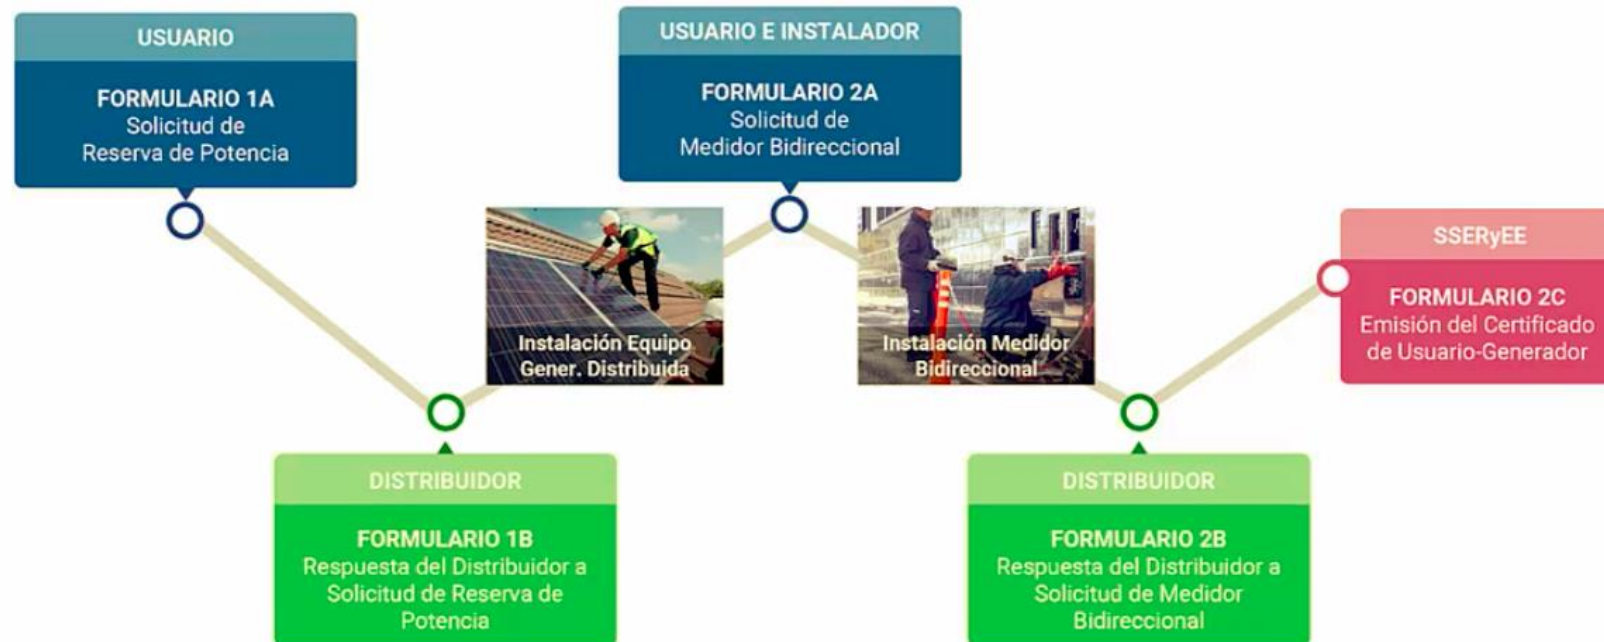 USUARIO
FORMULARIO 1A
Solicitud de
Reserva de Potencia
DISTRIBUIDOR
FORMULARIO 1B
Respuesta del Distribuidor a
Solicitud de Reserva de
Potencia
Instalación Equipo
Gener. Distribuida
USUARIO E INSTALADOR
FORMULARIO 2A
Solicitud de
Medidor Bidireccional
Instalación Medidor
Bidireccional
DISTRIBUIDOR
FORMULARIO 2B
Respuesta del Distribuidor a
Solicitud de Medidor
Bidireccional
SSERyEE
FORMULARIO 2C
Emisión del Certificado
de Usuario-Generador